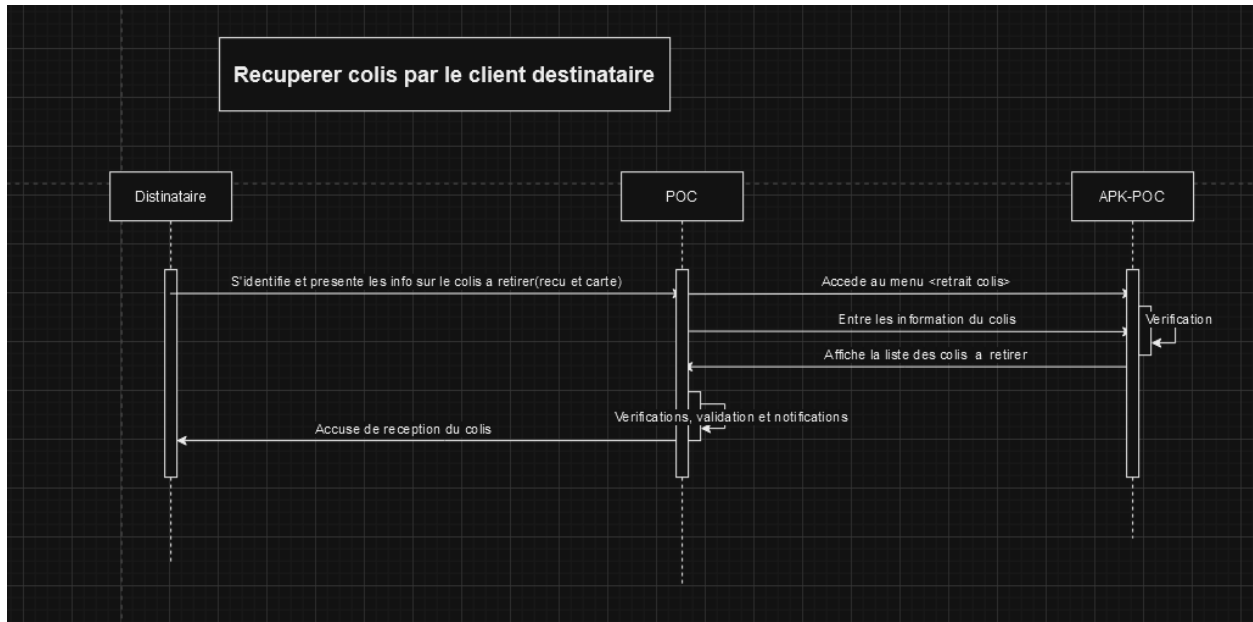 Recuperer colis par le client destinataire
Distinataire
POC
APK-POC
S'identifie et presente les info sur le colis a retirer(recu et carte)
Accede au menu <retrait colis>
Entre les information du colis
Verification
Affiche la liste des colis a retirer
Verifications, validation et notifications
Accuse de reception du colis